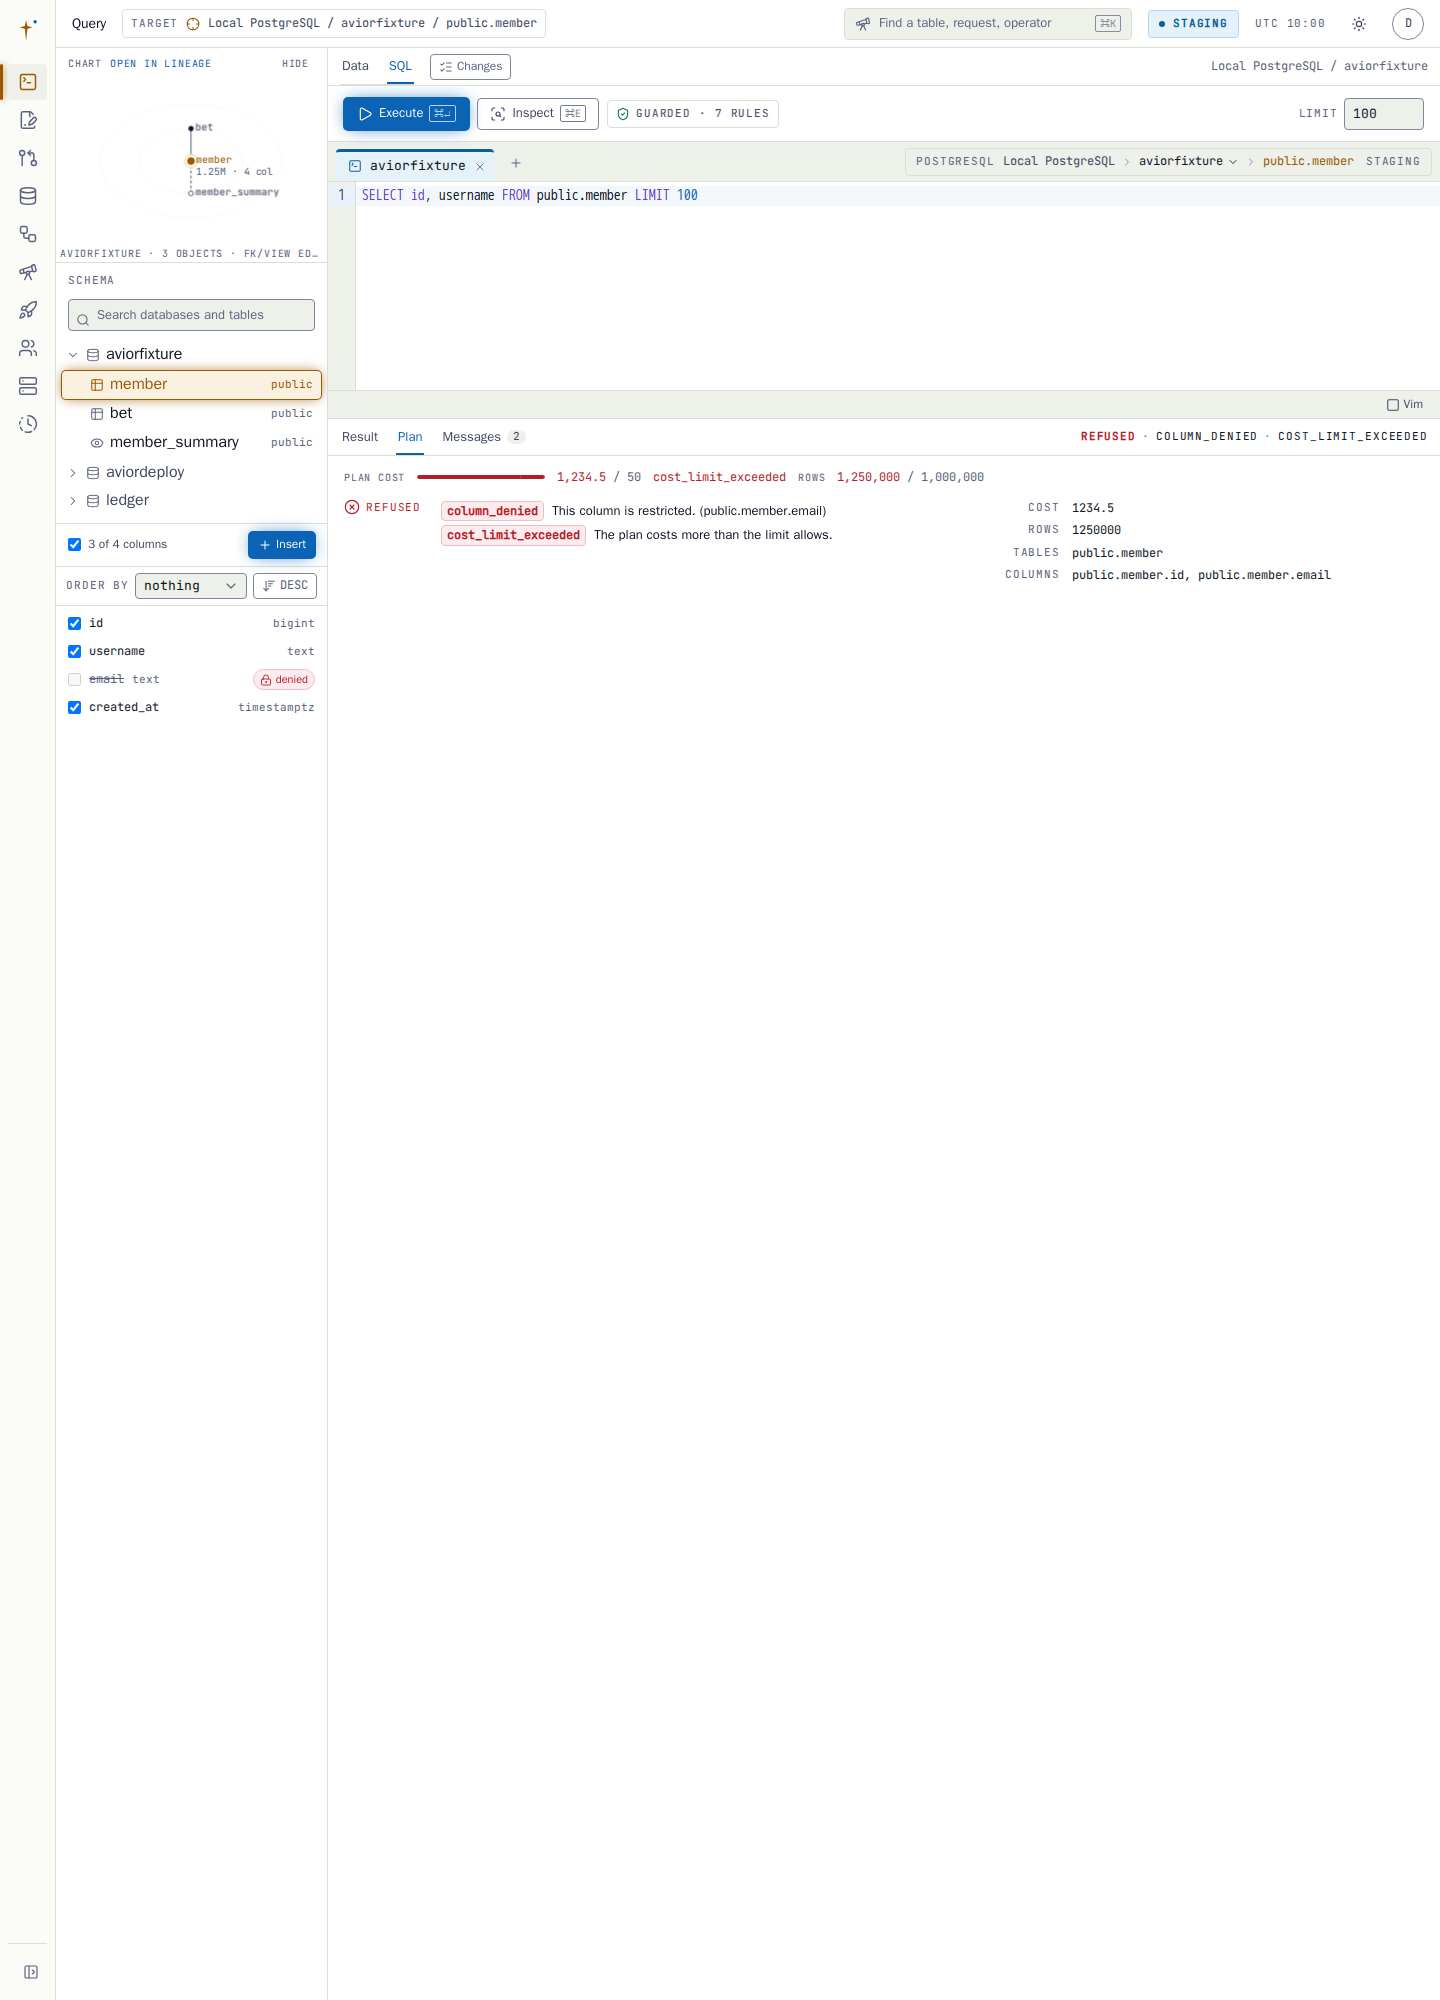 Query
TARGET Local PostgreSQL / aviorfixture / public.member
Find a table, request, operator ⌘K
STAGING
UTC 10:00
D
CHART OPEN IN LINEAGE HIDE
bet
member
1.25M · 4 col
member_summary
AVIORFIXTURE · 3 OBJECTS · FK/VIEW ED…
SCHEMA
Search databases and tables
aviorfixture
member public
bet public
member_summary public
aviordeploy
ledger
3 of 4 columns Insert
ORDER BY nothing DESC
id bigint
username text
email text denied
created_at timestamptz
Data SQL Changes
Local PostgreSQL / aviorfixture
Execute ⌘↵ Inspect ⌘E GUARDED · 7 RULES
LIMIT 100
aviorfixture
POSTGRESQL Local PostgreSQL aviorfixture public.member STAGING
1 SELECT id, username FROM public.member LIMIT 100
Vim
Result Plan Messages 2
REFUSED · COLUMN_DENIED · COST_LIMIT_EXCEEDED
PLAN COST 1,234.5 / 50 cost_limit_exceeded ROWS 1,250,000 / 1,000,000
REFUSED
column_denied This column is restricted. (public.member.email)
cost_limit_exceeded The plan costs more than the limit allows.
COST 1234.5
ROWS 1250000
TABLES public.member
COLUMNS public.member.id, public.member.email